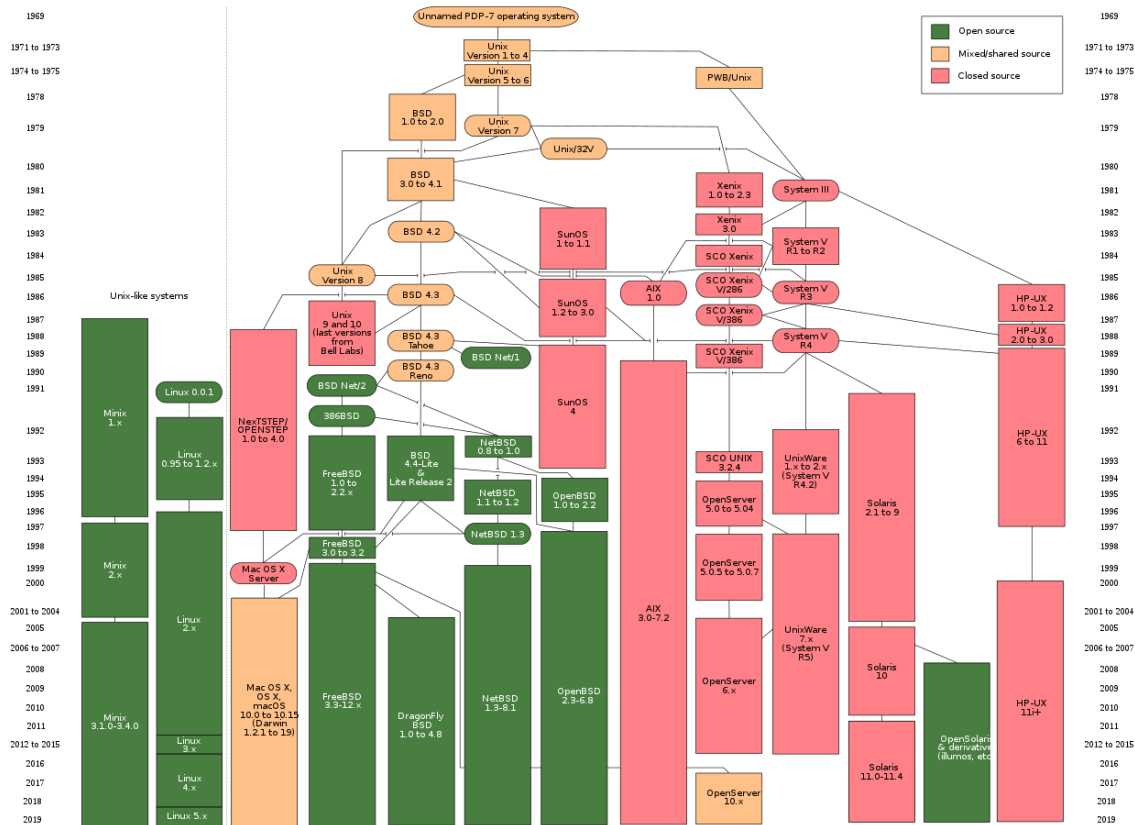 1969
1971 to 1973
1974 to 1975
1978
1979
1980
1981
1982
1983
1984
1985
1986
1987
1988
1989
1990
1991
1992
1993
1994
1995
1996
1997
1998
1999
2000
2001 to 2004
2005
2006 to 2007
2008
2009
2010
2011
2012 to 2015
2016
2017
2018
2019
Unix-like systems
Minix
1.x
Minix
2.x
Minix
3.1.0-3.4.0
Linux 0.0.1
Linux
0.95 to 1.2.x
Linux
2.x
Linux
3.x
Linux
4.x
Linux 5.x
Unnamed PDP-7 operating system
Unix
Version 1 to 4
Unix
Version 5 to 6
PWB/Unix
BSD
1.0 to 2.0
Unix
Version 7
Unix/32V
BSD
3.0 to 4.1
Xenix
1.0 to 2.3
System III
Xenix
3.0
SunOS
1 to 1.1
BSD 4.2
System V
R1 to R2
SCO Xenix
Unix
Version 8
SCO Xenix
V/286
AIX
1.0
System V
R3
BSD 4.3
SunOS
1.2 to 3.0
HP-UX
1.0 to 1.2
SCO Xenix
V/386
Unix
9 and 10
(last versions
from
Bell Labs)
HP-UX
2.0 to 3.0
BSD 4.3
Tahoe
System V
R4
BSD Net/1
SCO Xenix
V/386
BSD 4.3
Reno
BSD Net/2
SunOS
4
386BSD
NexTSTEP/
OPENSTEP
1.0 to 4.0
HP-UX
6 to 11
NetBSD
0.8 to 1.0
BSD
4.4-Lite
&
Lite Release 2
FreeBSD
1.0 to
2.2.x
SCO UNIX
3.2.4
UnixWare
1.x to 2.x
(System V
R4.2)
NetBSD
1.1 to 1.2
OpenBSD
1.0 to 2.2
OpenServer
5.0 to 5.04
Solaris
2.1 to 9
NetBSD 1.3
FreeBSD
3.0 to 3.2
Mac OS X
Server
OpenServer
5.0.5 to 5.0.7
AIX
3.0-7.2
UnixWare
7.x
(System V
R5)
Mac OS X,
OS X,
macOS
10.0 to 10.15
(Darwin
1.2.1 to 19)
FreeBSD
3.3-12.x
DragonFly
BSD
1.0 to 4.8
NetBSD
1.3-8.1
OpenBSD
2.3-6.8
OpenServer
6.x
Solaris
10
HP-UX
11i+
OpenSolaris
& derivative
(illumos, etc
Solaris
11.0-11.4
OpenServer
10.x
Open source
Mixed/shared source
Closed source
1969
1971 to 1973
1974 to 1975
1978
1979
1980
1981
1982
1983
1984
1985
1986
1987
1988
1989
1990
1991
1992
1993
1994
1995
1996
1997
1998
1999
2000
2001 to 2004
2005
2006 to 2007
2008
2009
2010
2011
2012 to 2015
2016
2017
2018
2019